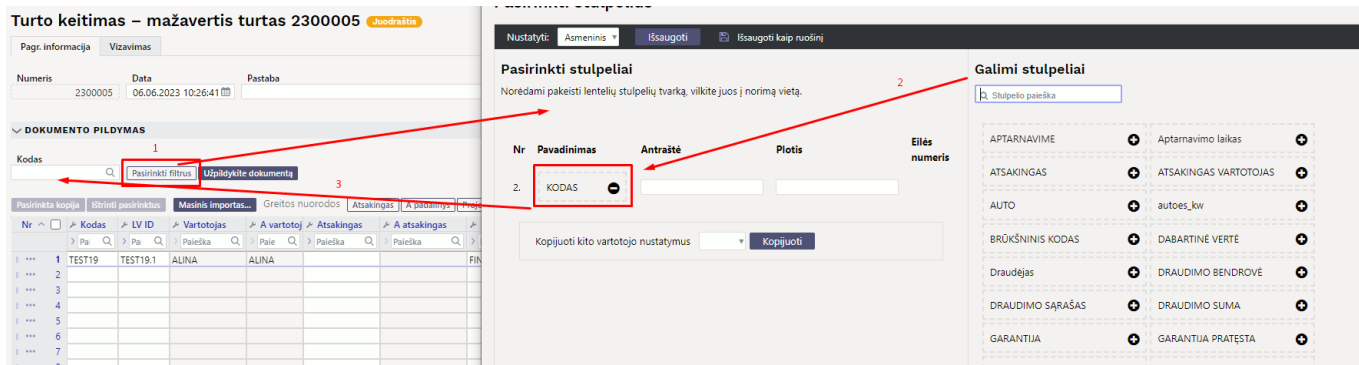 Turto keitimas – mažavertis turtas 2300005 Juodraštis
Pagr. informacija Vizavimas
Numeris Data Pastaba
2300005 06.06.2023 10:26:41
DOKUMENTO PILDYMAS
1
Kodas
Pasirinkti filtrus Užpildykite dokumentą
3
Pasirinkta kopija Ištrinti pasirinktus Masinis importas... Greitos nuorodos Atsakingas A padalinys
Nr Kodas LV ID Vartotojas A vartotoj Atsakingas A atsakingas
Pai Pai Paieška Paie Paieška Paieška
1 TEST19 TEST19.1 ALINA ALINA FIN
2
3
4
5
6
7
Nustatyti: Asmeninis Išsaugoti Išsaugoti kaip ruošinį
Pasirinkti stulpeliai
Norėdami pakeisti lentelių stulpelių tvarką, vilkite juos į norimą vietą.
2
Nr Pavadinimas Antraštė Plotis Eilės numeris
2. KODAS
Kopijuoti kito vartotojo nustatymus Kopijuoti
Galimi stulpeliai
Stulpelio paieška
APTARNAVIME Aptarnavimo laikas
ATSAKINGAS ATSAKINGAS VARTOTOJAS
AUTO autoes_kw
BRŪKŠNINIS KODAS DABARTINĖ VERTĖ
Draudėjas DRAUDIMO BENDROVĖ
DRAUDIMO SĄRAŠAS DRAUDIMO SUMA
GARANTIJA GARANTIJA PRATĘSTA